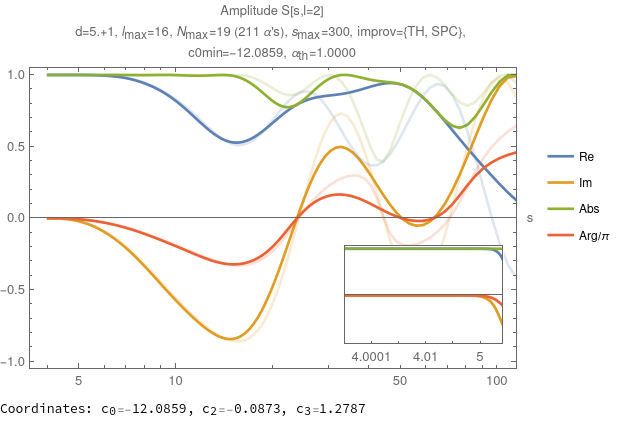 Amplitude S[s,l=2]
d=5.+1, lmax=16, Nmax=19 (211 α's), smax=300, improv={TH, SPC},
c0min=-12.0859, αth=1.0000
1.0
0.5
0.0
-0.5
-1.0
s
Re
Im
Abs
Arg/π
4.0001 4.01 5
5 10 50 100
Coordinates: c0=-12.0859, c2=-0.0873, c3=1.2787